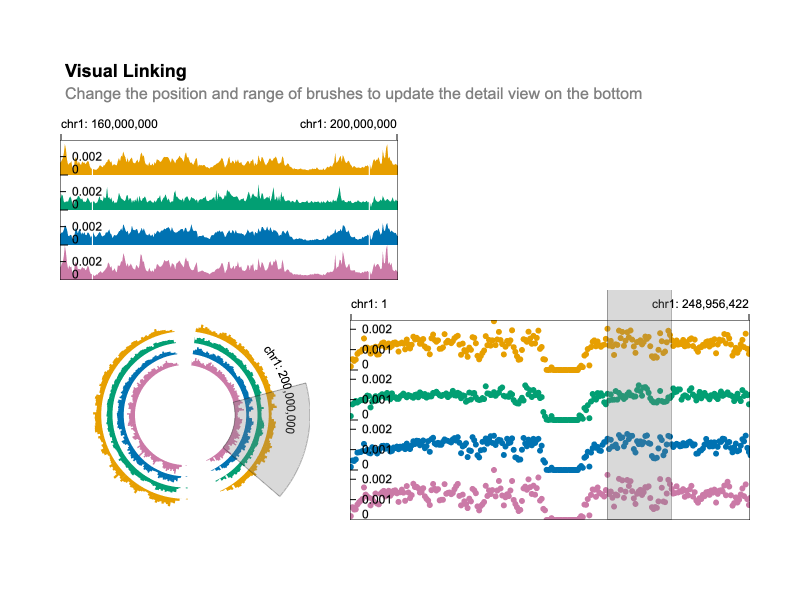 Visual Linking
Change the position and range of brushes to update the detail view on the bottom
chr1: 160,000,000
chr1: 200,000,000
0.002
0
0.002
0
0.002
0
0.002
0
chr1: 200,000,000
chr1: 1
chr1: 248,956,422
0.002
0.001
0
0.002
0.001
0
0.002
0.001
0
0.002
0.001
0